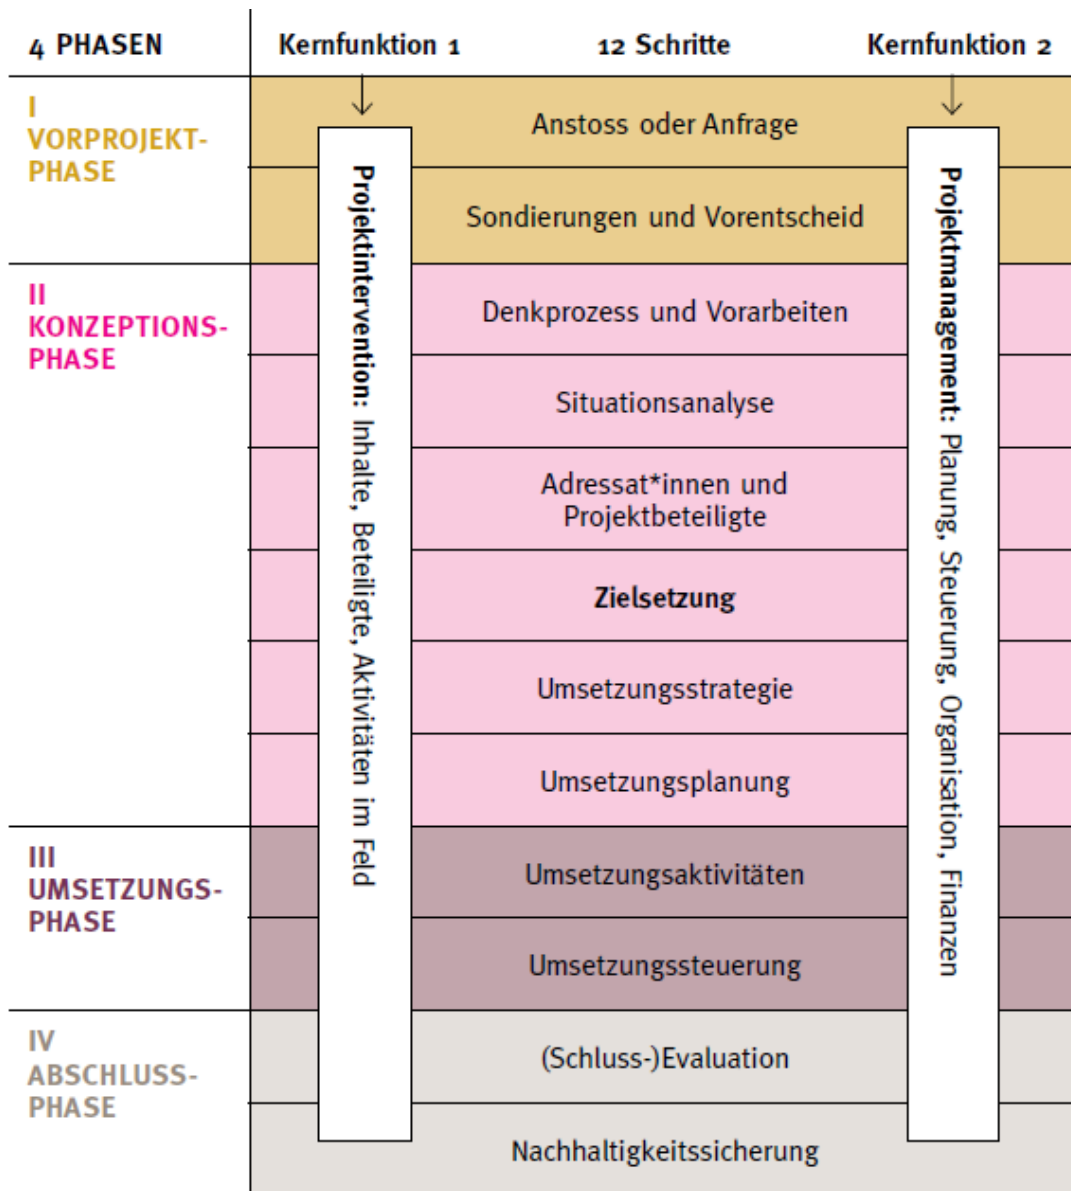 4 PHASEN
Kernfunktion 1
12 Schritte
Kernfunktion 2
I
VORPROJEKT-
PHASE
Anstoss oder Anfrage
Sondierungen und Vorentscheid
II
KONZEPTIONS-
PHASE
Denkprozess und Vorarbeiten
Situationsanalyse
Adressat*innen und
Projektbeteiligte
Zielsetzung
Umsetzungsstrategie
Umsetzungsplanung
III
UMSETZUNGS-
PHASE
Umsetzungsaktivitäten
Umsetzungssteuerung
IV
ABSCHLUSS-
PHASE
(Schluss-)Evaluation
Nachhaltigkeitssicherung
Projektintervention: Inhalte, Beteiligte, Aktivitäten im Feld
Projektmanagement: Planung, Steuerung, Organisation, Finanzen